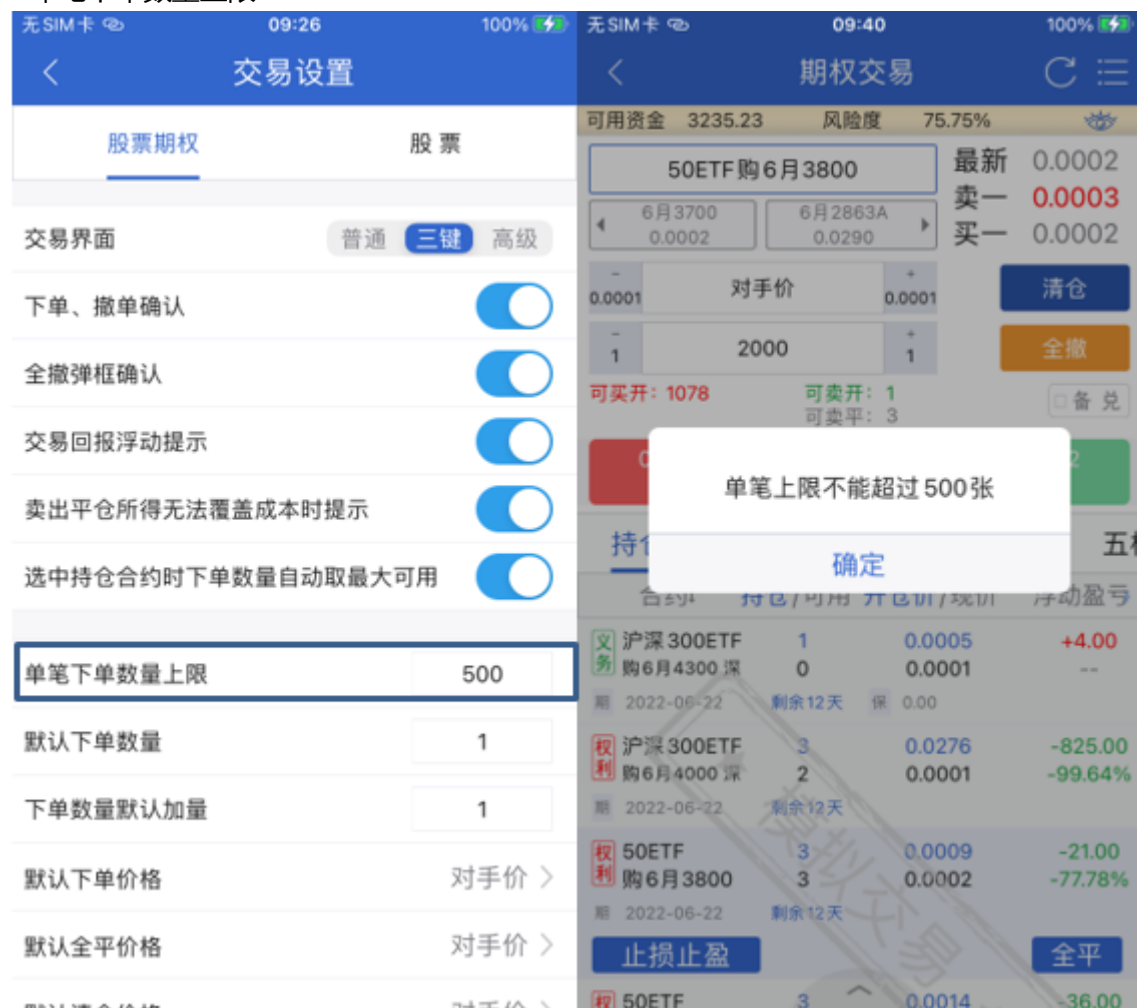 无SIM卡 09:26 100%
交易设置
股票期权 股 票
交易界面 普通 三键 高级
下单、撤单确认
全撤弹框确认
交易回报浮动提示
卖出平仓所得无法覆盖成本时提示
选中持仓合约时下单数量自动取最大可用
单笔下单数量上限 500
默认下单数量 1
下单数量默认加量 1
默认下单价格 对手价 >
默认全平价格 对手价 >
无SIM卡 09:40 100%
期权交易
可用资金 3235.23 风险度 75.75%
50ETF购6月3800 最新 0.0002
卖一 0.0003
买一 0.0002
6月3700 6月2863A
0.0002 0.0290
- 对手价 +
0.0001 0.0001 清仓
- 2000 +
1 1 全撤
可买开: 1078 可卖开: 1 备 兑
可卖平: 3
单笔上限不能超过500张
确定
合约 持仓/可用 开仓价/现价 浮动盈亏
义务 沪深300ETF 1 0.0005 +4.00
购6月4300 深 0 0.0001 --
期 2022-06-22 剩余12天 保 0.00
权利 沪深300ETF 3 0.0276 -825.00
购6月4000 深 2 0.0001 -99.64%
期 2022-06-22 剩余12天
权利 50ETF 3 0.0009 -21.00
购6月3800 3 0.0002 -77.78%
期 2022-06-22 剩余12天
止损止盈 全平
权 50ETF 3 0.0014 36.00
模拟交易